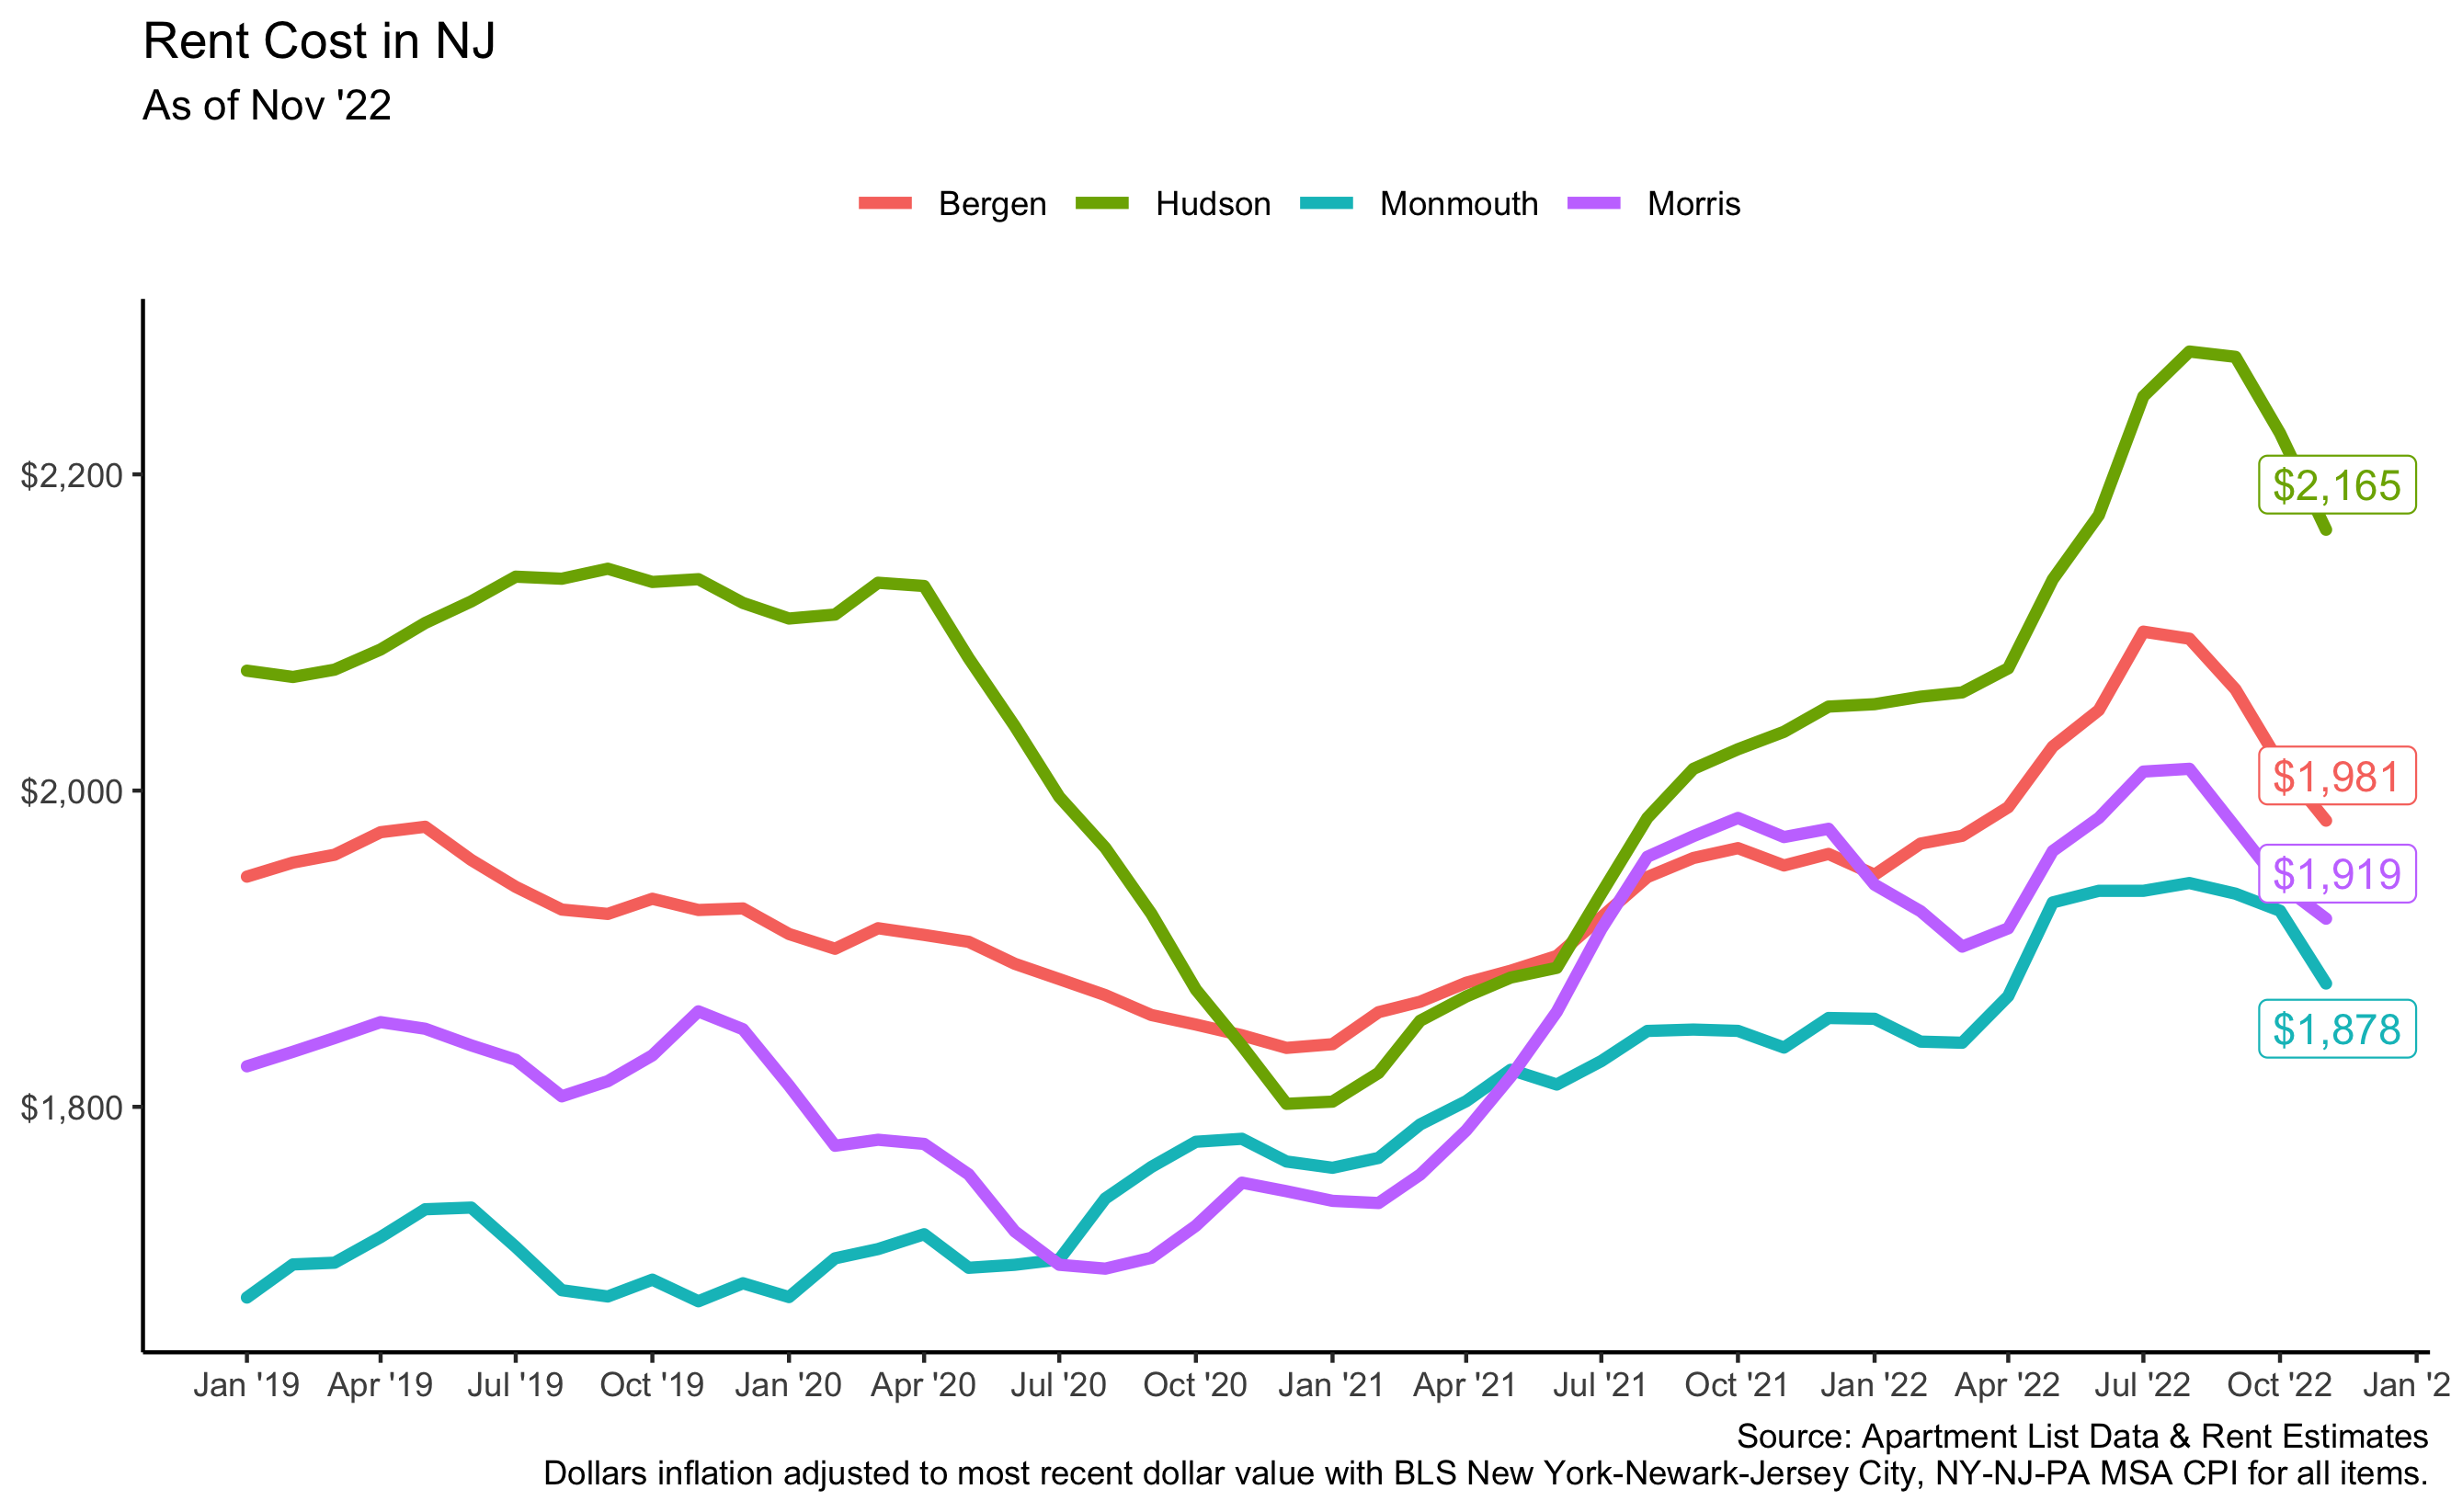 Rent Cost in NJ
As of Nov '22
Bergen Hudson Monmouth Morris
$2,200
$2,000
$1,800
$2,165
$1,981
$1,919
$1,878
Jan '19 Apr '19 Jul '19 Oct '19 Jan '20 Apr '20 Jul '20 Oct '20 Jan '21 Apr '21 Jul '21 Oct '21 Jan '22 Apr '22 Jul '22 Oct '22 Jan '2
Source: Apartment List Data & Rent Estimates
Dollars inflation adjusted to most recent dollar value with BLS New York-Newark-Jersey City, NY-NJ-PA MSA CPI for all items.